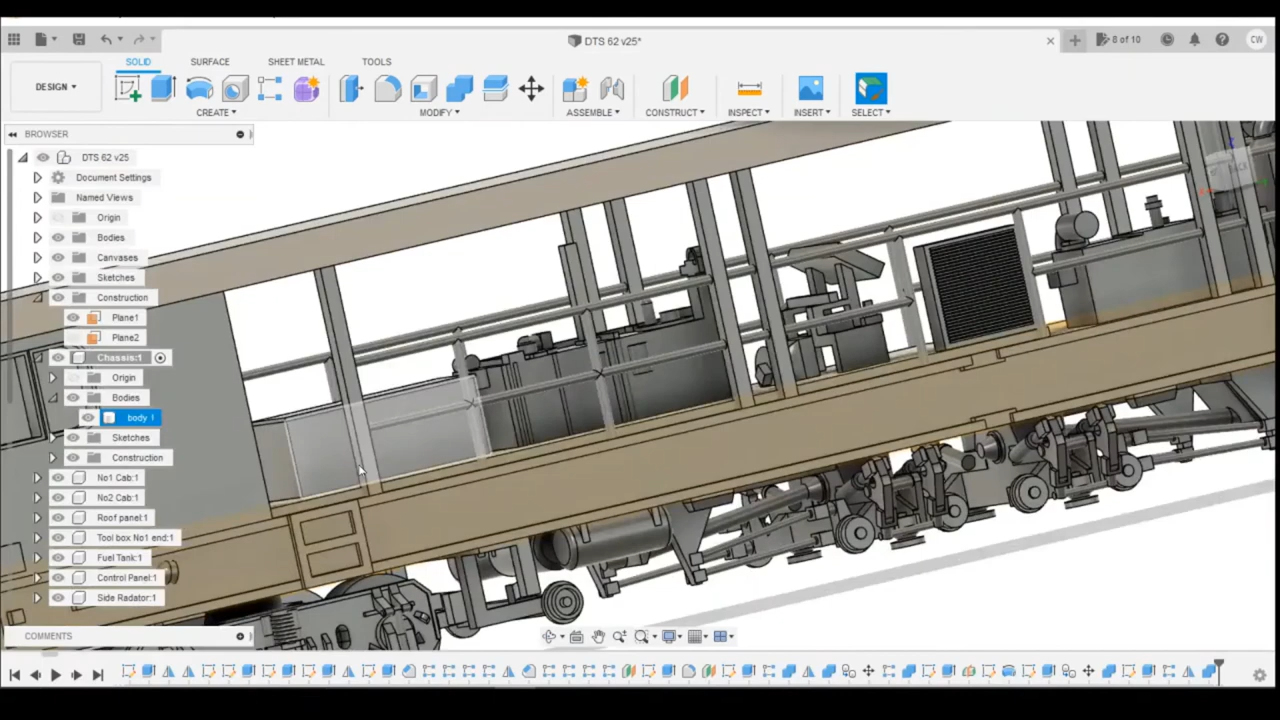 DTS 62 v25*
8 of 10
CW
SOLID
SURFACE
SHEET METAL
TOOLS
DESIGN
CREATE
MODIFY
ASSEMBLE
CONSTRUCT
INSPECT
INSERT
SELECT
BROWSER
DTS 62 v25
Document Settings
Named Views
Origin
Bodies
Canvases
Sketches
Construction
Plane1
Plane2
Chassis:1
Origin
Bodies
body 1
Sketches
Construction
No1 Cab:1
No2 Cab:1
Roof panel:1
Tool box No1 end:1
Fuel Tank:1
Control Panel:1
Side Radator:1
COMMENTS